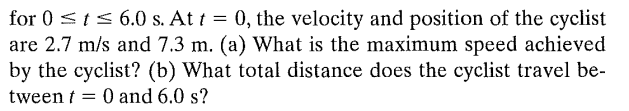 for 0 ≤ t ≤ 6.0 s. At t = 0, the velocity and position of the cyclist
are 2.7 m/s and 7.3 m. (a) What is the maximum speed achieved
by the cyclist? (b) What total distance does the cyclist travel be-
tween t = 0 and 6.0 s?